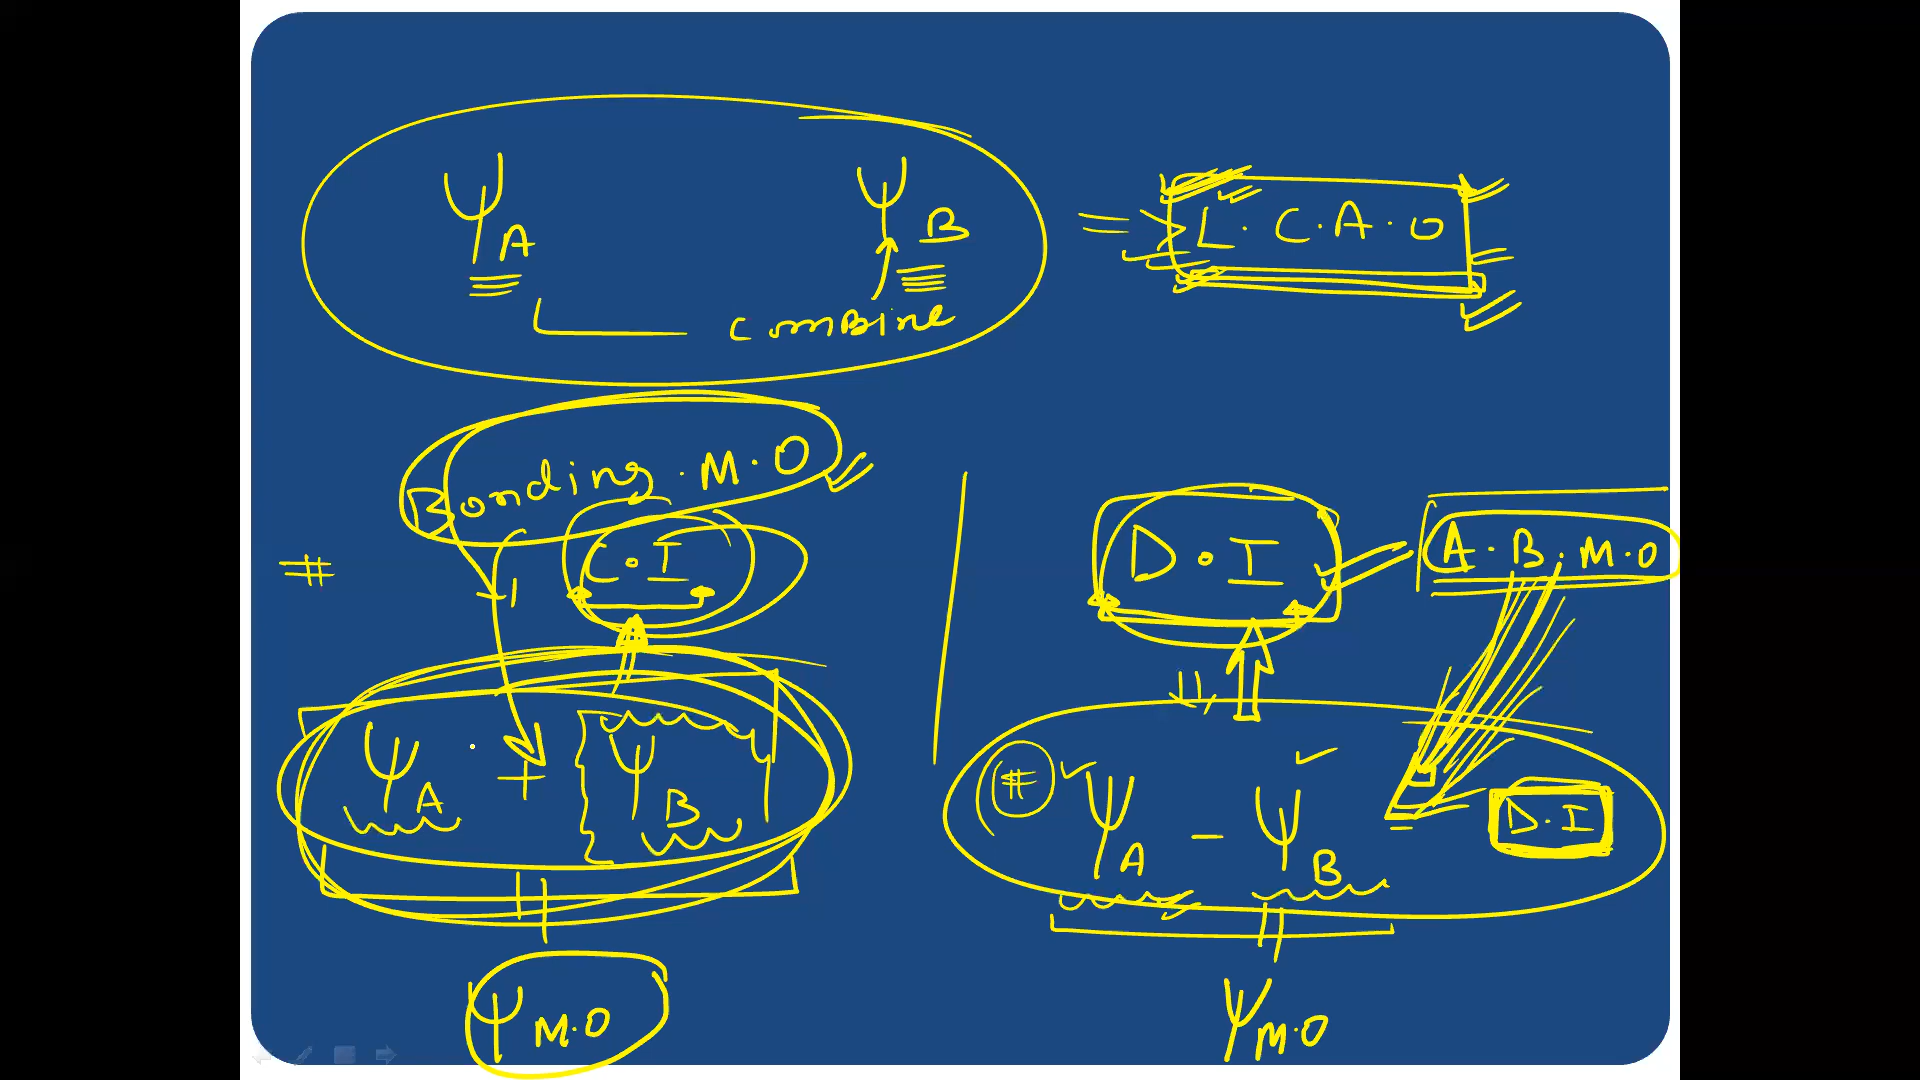 ψA ψB => L.C.A.O
combine
Bonding.M.O
# C.I
ψA + ψB
ψM.O
D.I A.B.M.O
# ψA - ψB D.I
ψM.O